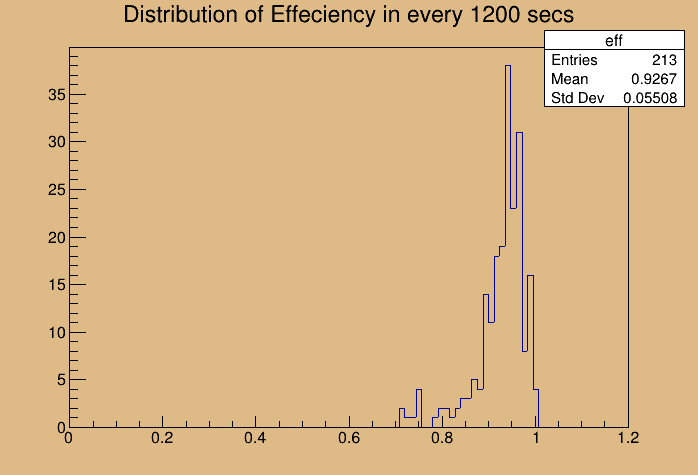 Distribution of Effeciency in every 1200 secs
eff
Entries 213
Mean 0.9267
Std Dev 0.05508
35
30
25
20
15
10
5
0
0 0.2 0.4 0.6 0.8 1 1.2